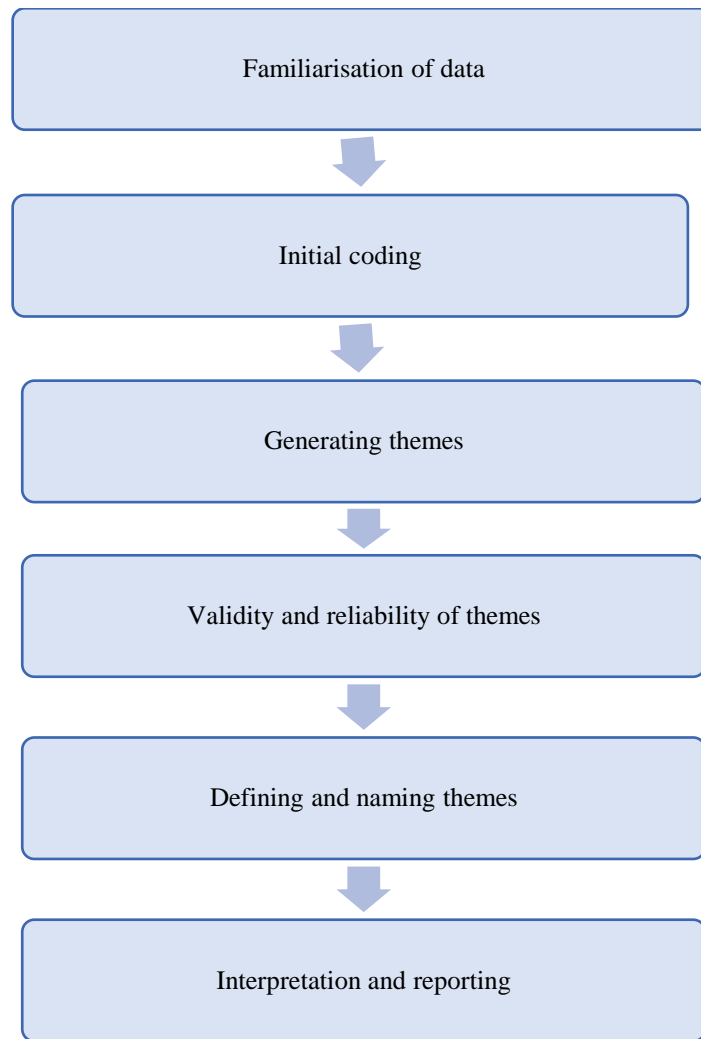 Familiarisation of data
Initial coding
Generating themes
Validity and reliability of themes
Defining and naming themes
Interpretation and reporting